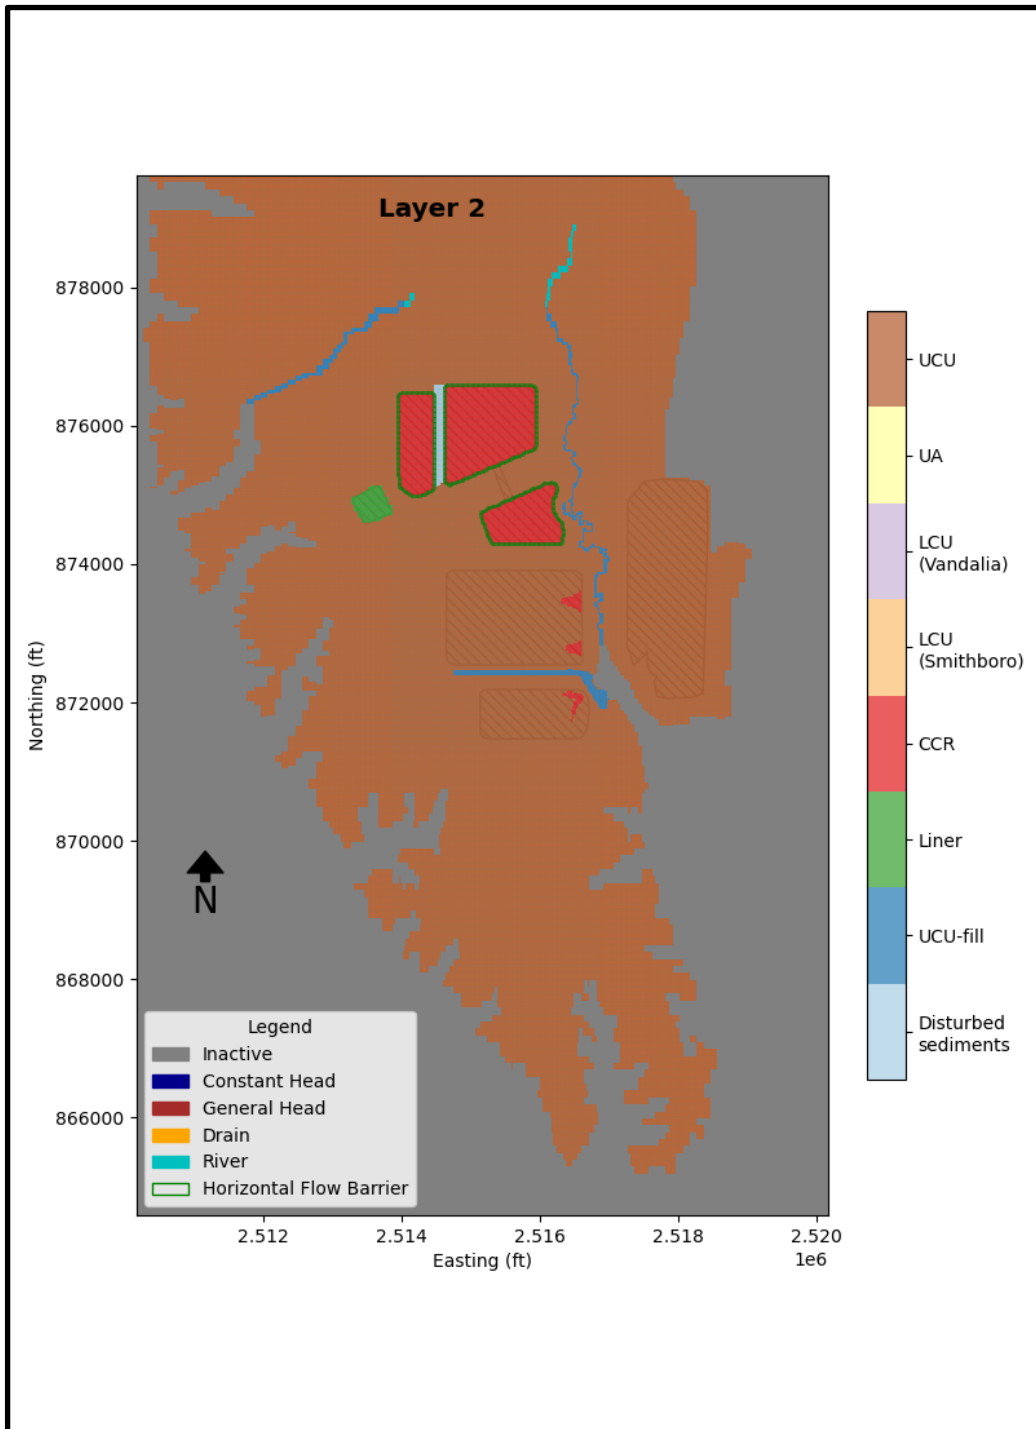 Layer 2
878000
876000
874000
872000
870000
868000
866000
Northing (ft)
N
Legend
Inactive
Constant Head
General Head
Drain
River
Horizontal Flow Barrier
2.512
2.514
2.516
2.518
2.520
1e6
Easting (ft)
UCU
UA
LCU
(Vandalia)
LCU
(Smithboro)
CCR
Liner
UCU-fill
Disturbed
sediments